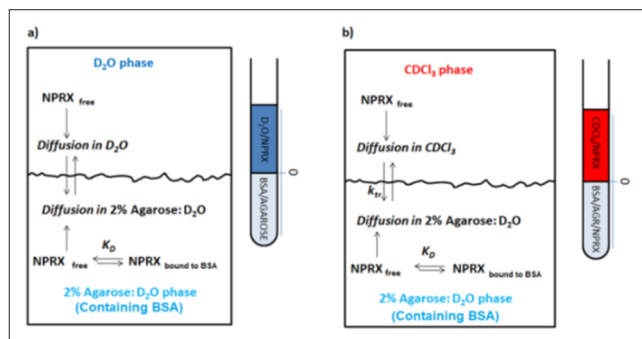 a)
D₂O phase
NPRX free
Diffusion in D₂O
Diffusion in 2% Agarose: D₂O
K_D
NPRX free NPRX bound to BSA
2% Agarose: D₂O phase
(Containing BSA)
D₂O/NPRX
0
BSA/AGAROSE
b)
CDCl₃ phase
NPRX free
Diffusion in CDCl₃
k_tr
Diffusion in 2% Agarose: D₂O
K_D
NPRX free NPRX bound to BSA
2% Agarose: D₂O phase
(Containing BSA)
CDCl₃/NPRX
0
BSA/AGR/NPRX